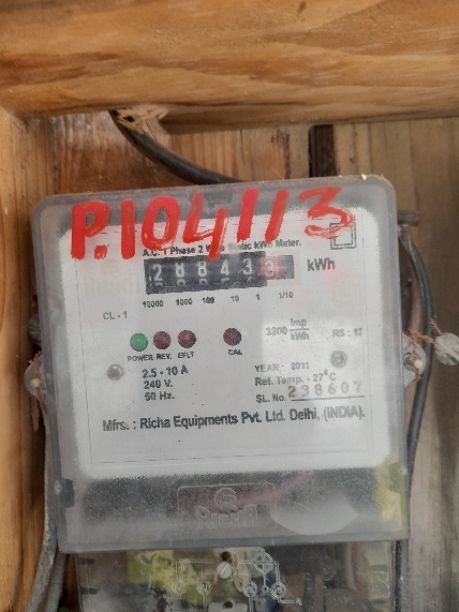 P.104113
A.C. 1 Phase 2 Wire Static kWh Meter.
28843 kWh
10000 1000 100 10 1 1/10
CL - 1
3200 Imp/kWh
POWER REV. EFLT CAL
2.5 - 10 A
240 V.
50 Hz.
YEAR : 2011
Ref. Temp. - 27°C
SL. No. 238607
Mfrs. : Richa Equipments Pvt. Ltd. Delhi, (INDIA).